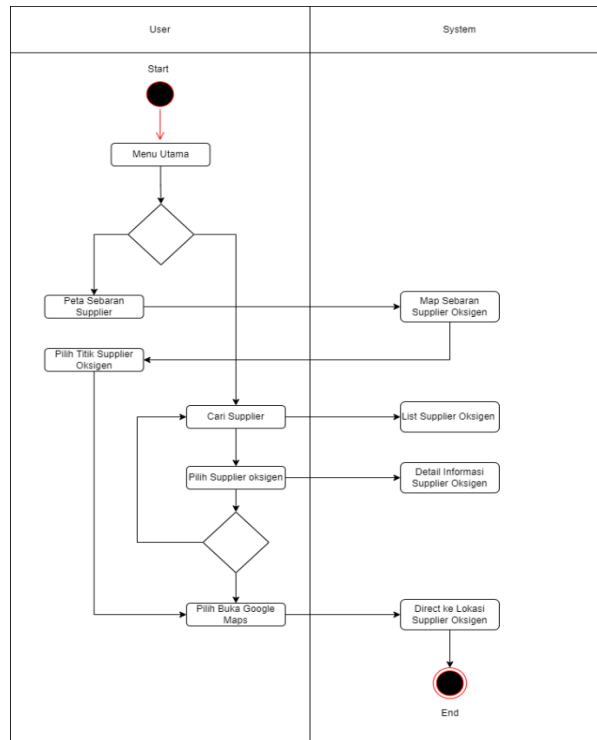 User
System
Start
Menu Utama
Peta Sebaran
Supplier
Map Sebaran
Supplier Oksigen
Pilih Titik Supplier
Oksigen
Cari Supplier
List Supplier Oksigen
Pilih Supplier oksigen
Detail Informasi
Supplier Oksigen
Pilih Buka Google
Maps
Direct ke Lokasi
Supplier Oksigen
End